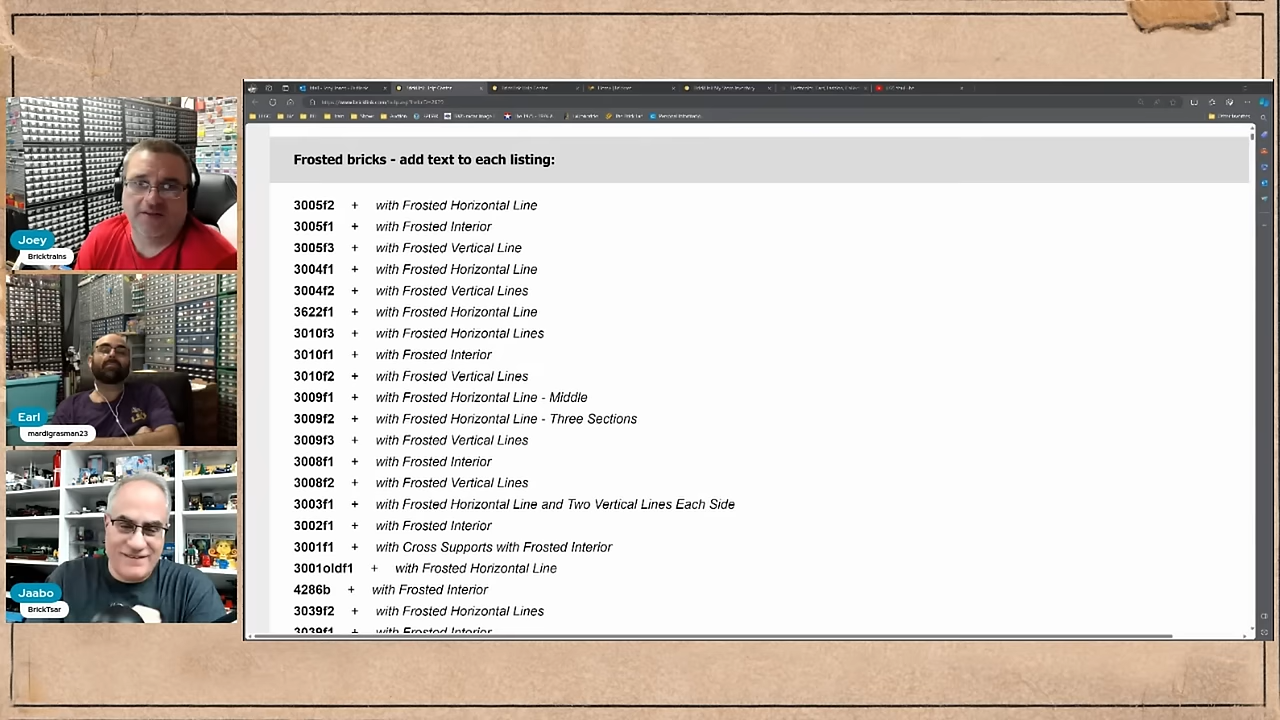 Joey
Bricktrains
Earl
mardigrasman23
Jaabo
BrickTsar
Frosted bricks - add text to each listing:
3005f2 + with Frosted Horizontal Line
3005f1 + with Frosted Interior
3005f3 + with Frosted Vertical Line
3004f1 + with Frosted Horizontal Line
3004f2 + with Frosted Vertical Lines
3622f1 + with Frosted Horizontal Line
3010f3 + with Frosted Horizontal Lines
3010f1 + with Frosted Interior
3010f2 + with Frosted Vertical Lines
3009f1 + with Frosted Horizontal Line - Middle
3009f2 + with Frosted Horizontal Line - Three Sections
3009f3 + with Frosted Vertical Lines
3008f1 + with Frosted Interior
3008f2 + with Frosted Vertical Lines
3003f1 + with Frosted Horizontal Line and Two Vertical Lines Each Side
3002f1 + with Frosted Interior
3001f1 + with Cross Supports with Frosted Interior
3001oldf1 + with Frosted Horizontal Line
4286b + with Frosted Interior
3039f2 + with Frosted Horizontal Lines
3039f1 + with Frosted Interior